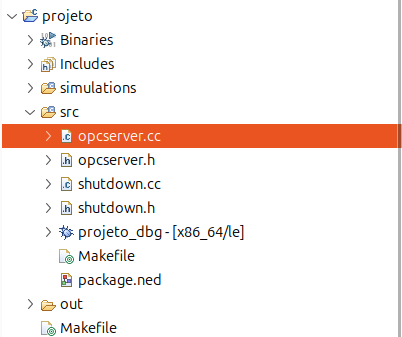 projeto
Binaries
Includes
simulations
src
opcserver.cc
opcserver.h
shutdown.cc
shutdown.h
projeto_dbg - [x86_64/le]
Makefile
package.ned
out
Makefile